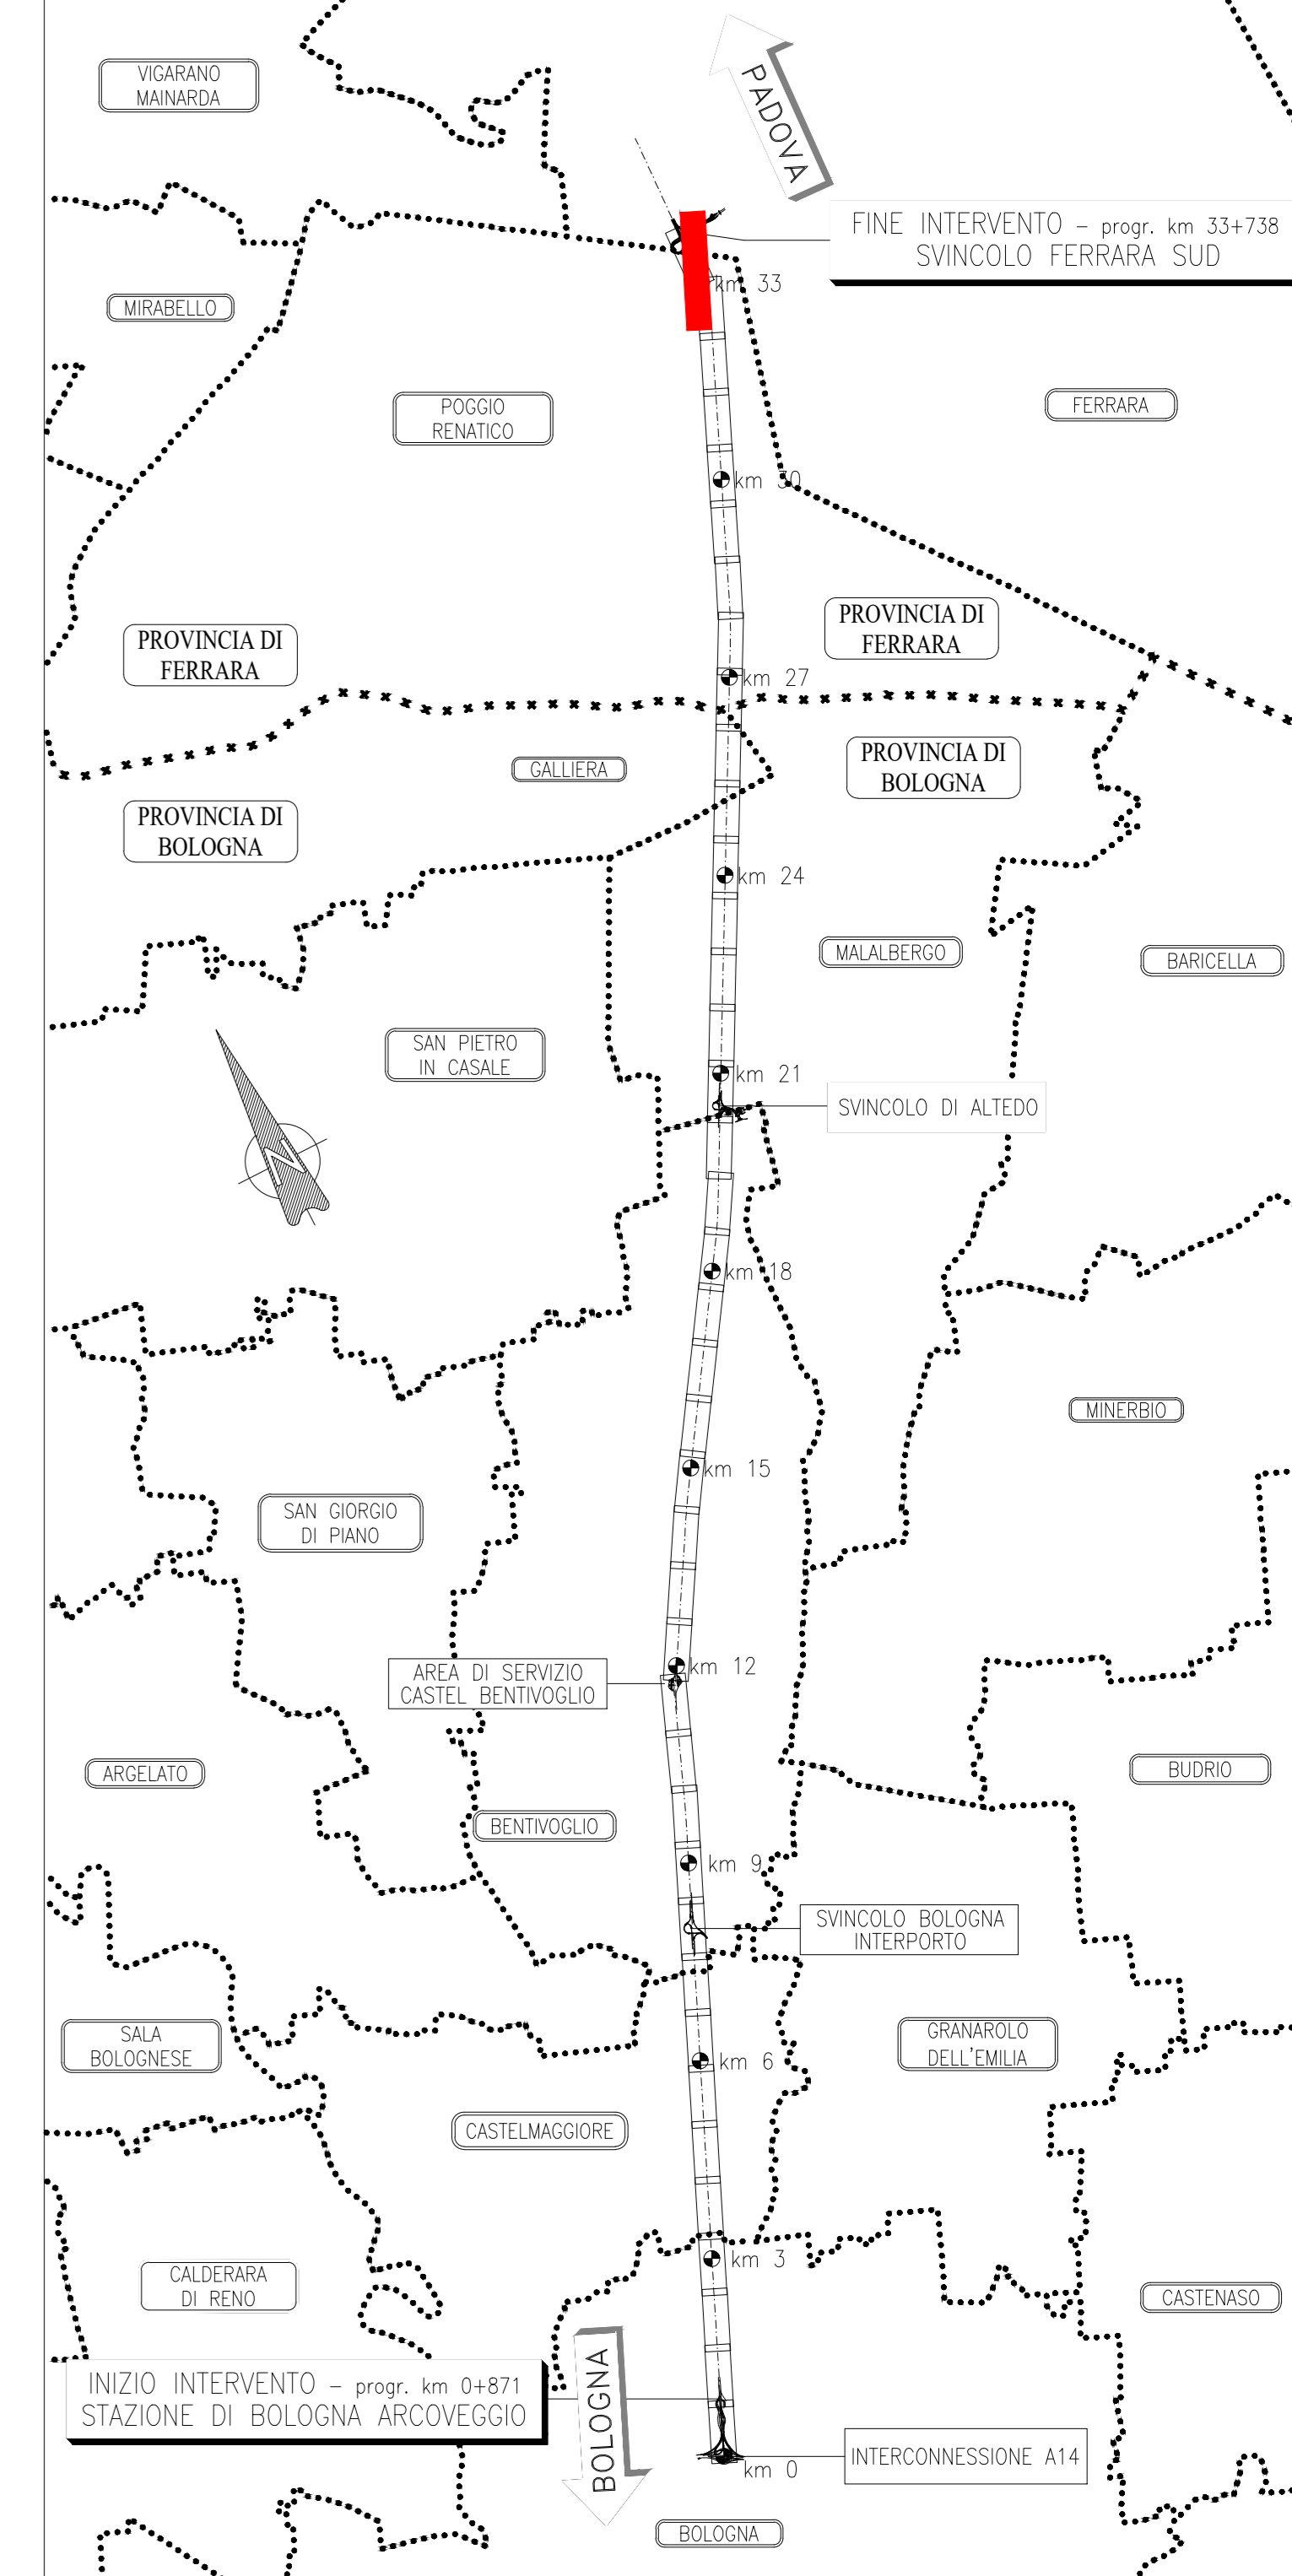 VIGARANO
MAINARDA
PADOVA
FINE INTERVENTO – progr. km 33+738
SVINCOLO FERRARA SUD
km 33
MIRABELLO
POGGIO
RENATICO
FERRARA
km 30
PROVINCIA DI
FERRARA
PROVINCIA DI
FERRARA
km 27
GALLIERA
PROVINCIA DI
BOLOGNA
PROVINCIA DI
BOLOGNA
km 24
MALALBERGO
BARICELLA
SAN PIETRO
IN CASALE
km 21
SVINCOLO DI ALTEDO
N
km 18
MINERBIO
km 15
SAN GIORGIO
DI PIANO
km 12
AREA DI SERVIZIO
CASTEL BENTIVOGLIO
ARGELATO
BUDRIO
BENTIVOGLIO
km 9
SVINCOLO BOLOGNA
INTERPORTO
SALA
BOLOGNESE
GRANAROLO
DELL'EMILIA
km 6
CASTELMAGGIORE
km 3
CALDERARA
DI RENO
CASTENASO
INIZIO INTERVENTO – progr. km 0+871
STAZIONE DI BOLOGNA ARCOVEGGIO
BOLOGNA
INTERCONNESSIONE A14
km 0
BOLOGNA